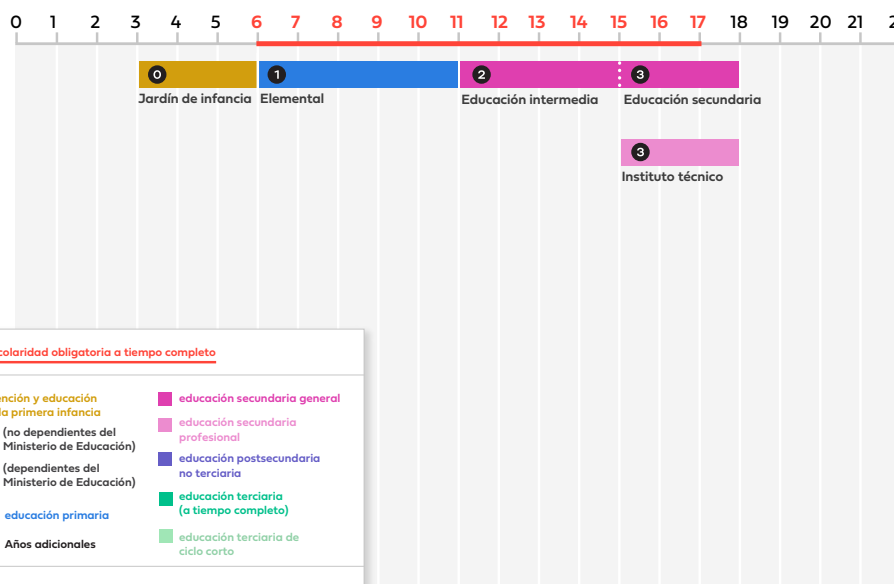 0 1 2 3 4 5 6 7 8 9 10 11 12 13 14 15 16 17 18 19 20 21
0 1 2 3
Jardín de infancia Elemental Educación intermedia Educación secundaria
3
Instituto técnico
colaridad obligatoria a tiempo completo
educación
la primera infancia
(no dependientes del
Ministerio de Educación)
(dependientes del
Ministerio de Educación)
educación primaria
Años adicionales
educación secundaria general
educación secundaria
profesional
educación postsecundaria
no terciaria
educación terciaria
(a tiempo completo)
educación terciaria de
ciclo corto